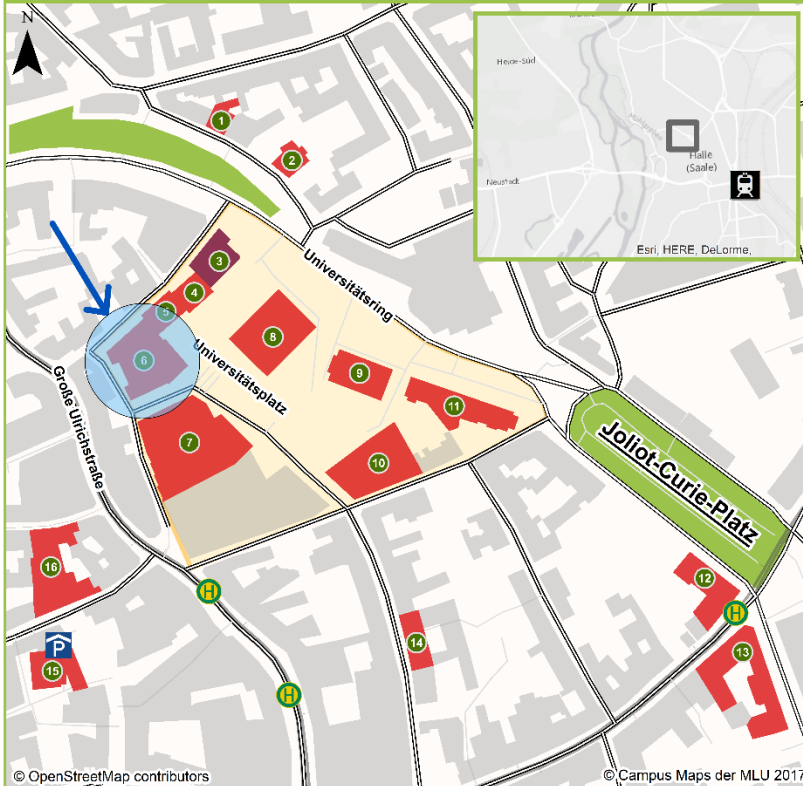 N
Heide-Süd
Mühlgraben
Halle
(Saale)
Neustadt
Esri, HERE, DeLorme,
1
2
3
4
5
6
7
8
9
10
11
12
13
14
15
16
Universitätsring
Universitätsplatz
Große Ulrichstraße
Joliot-Curie-Platz
H
H
H
P
© OpenStreetMap contributors
© Campus Maps der MLU 2017